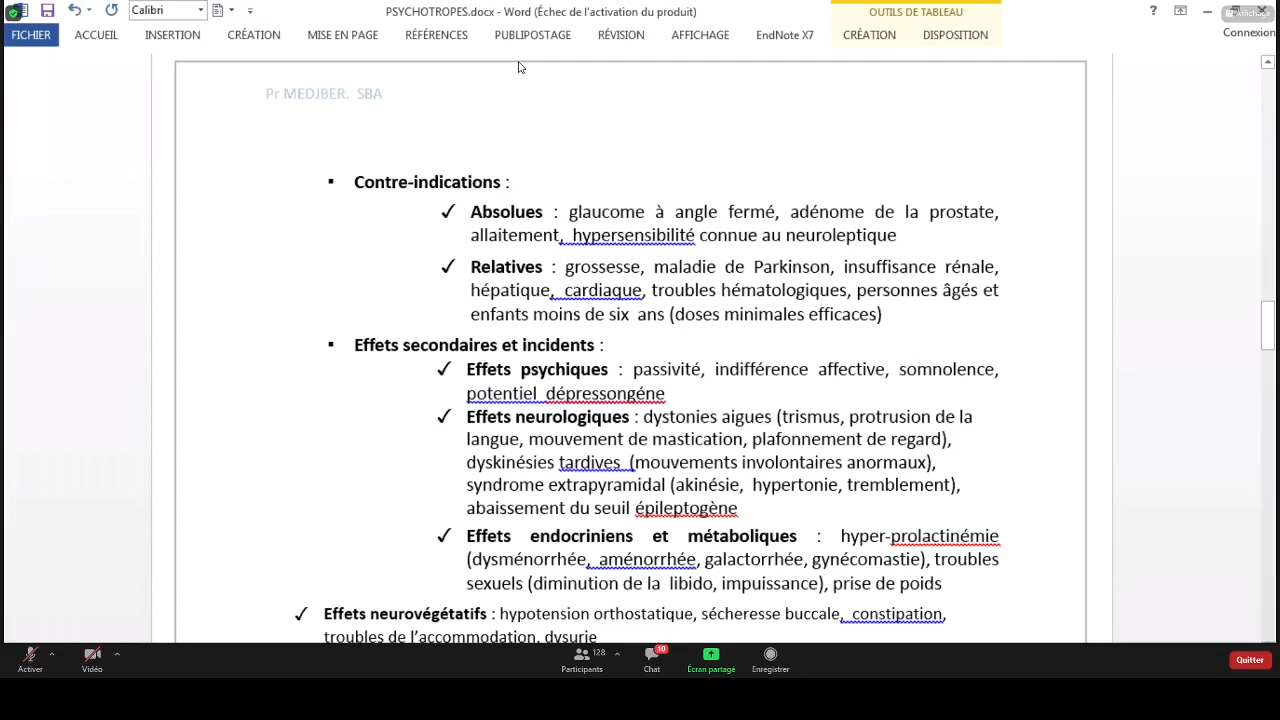 Calibri
PSYCHOTROPES.docx - Word (Échec de l'activation du produit)
OUTILS DE TABLEAU
?
Affichage
FICHIER ACCUEIL INSERTION CRÉATION MISE EN PAGE RÉFÉRENCES PUBLIPOSTAGE RÉVISION AFFICHAGE EndNote X7 CRÉATION DISPOSITION Connexion
Pr MEDJBER. SBA
▪ Contre-indications :
✓ Absolues : glaucome à angle fermé, adénome de la prostate,
allaitement, hypersensibilité connue au neuroleptique
✓ Relatives : grossesse, maladie de Parkinson, insuffisance rénale,
hépatique, cardiaque, troubles hématologiques, personnes âgés et
enfants moins de six ans (doses minimales efficaces)
▪ Effets secondaires et incidents :
✓ Effets psychiques : passivité, indifférence affective, somnolence,
potentiel dépressongéne
✓ Effets neurologiques : dystonies aigues (trismus, protrusion de la
langue, mouvement de mastication, plafonnement de regard),
dyskinésies tardives (mouvements involontaires anormaux),
syndrome extrapyramidal (akinésie, hypertonie, tremblement),
abaissement du seuil épileptogène
✓ Effets endocriniens et métaboliques : hyper-prolactinémie
(dysménorrhée, aménorrhée, galactorrhée, gynécomastie), troubles
sexuels (diminution de la libido, impuissance), prise de poids
✓ Effets neurovégétatifs : hypotension orthostatique, sécheresse buccale, constipation,
troubles de l'accommodation, dysurie
Activer Vidéo Participants 128 Chat 10 Écran partagé Enregistrer Quitter